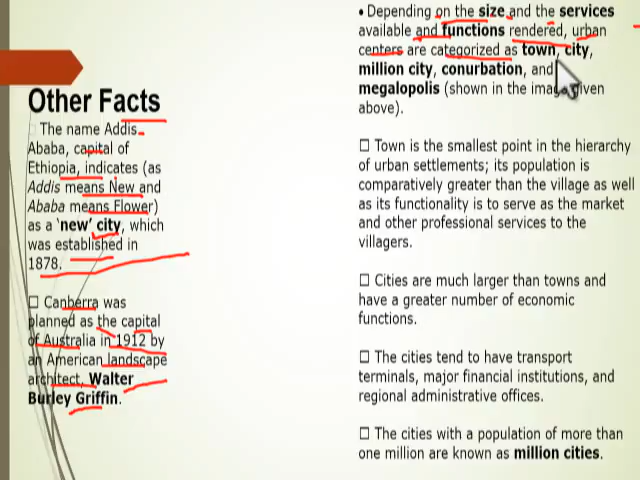 Other Facts
□ The name Addis
Ababa, capital of
Ethiopia, indicates (as
Addis means New and
Ababa means Flower)
as a ‘new’ city, which
was established in
1878.
□ Canberra was
planned as the capital
of Australia in 1912 by
an American landscape
architect, Walter
Burley Griffin.
• Depending on the size and the services
available and functions rendered, urban
centers are categorized as town, city,
million city, conurbation, and
megalopolis (shown in the image given
above).
□ Town is the smallest point in the hierarchy
of urban settlements; its population is
comparatively greater than the village as well
as its functionality is to serve as the market
and other professional services to the
villagers.
□ Cities are much larger than towns and
have a greater number of economic
functions.
□ The cities tend to have transport
terminals, major financial institutions, and
regional administrative offices.
□ The cities with a population of more than
one million are known as million cities.